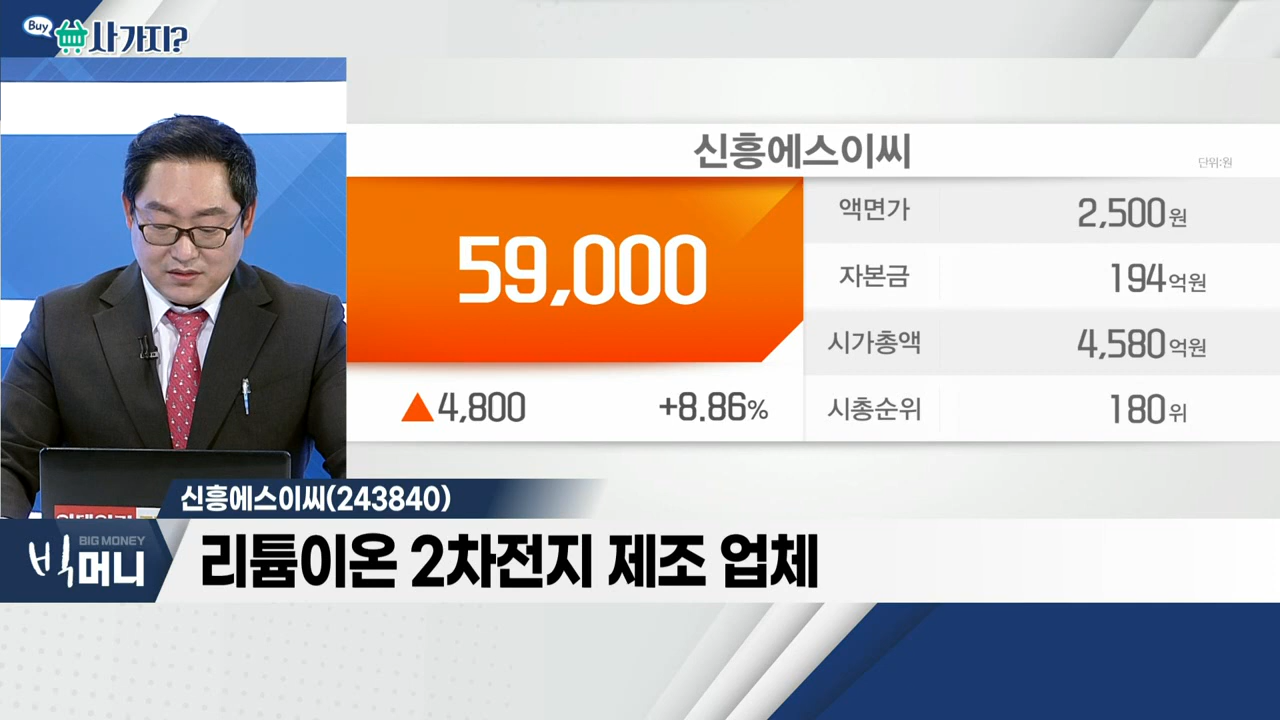 Buy
사가지?
신흥에스이씨
단위:원
59,000
▲4,800 +8.86%
액면가 2,500원
자본금 194억원
시가총액 4,580억원
시총순위 180위
신흥에스이씨(243840)
BIG MONEY
빅머니
리튬이온 2차전지 제조 업체